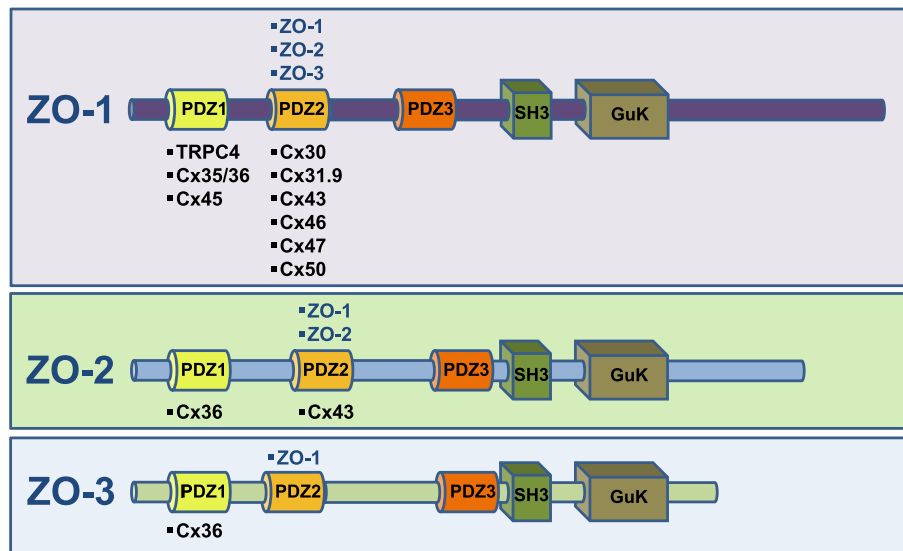 ▪ZO-1
▪ZO-2
▪ZO-3
ZO-1 PDZ1 PDZ2 PDZ3 SH3 GuK
▪TRPC4 ▪Cx30
▪Cx35/36 ▪Cx31.9
▪Cx45 ▪Cx43
▪Cx46
▪Cx47
▪Cx50
▪ZO-1
▪ZO-2
ZO-2 PDZ1 PDZ2 PDZ3 SH3 GuK
▪Cx36 ▪Cx43
▪ZO-1
ZO-3 PDZ1 PDZ2 PDZ3 SH3 GuK
▪Cx36